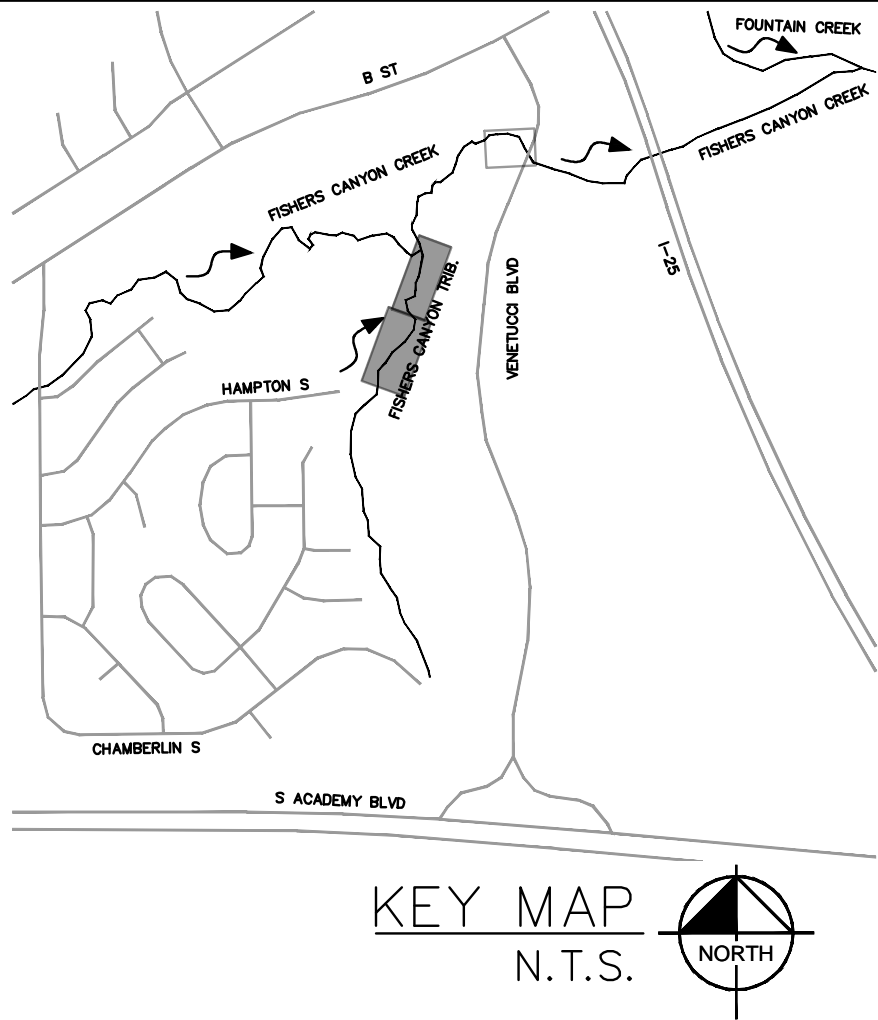 FOUNTAIN CREEK
B ST
FISHERS CANYON CREEK
FISHERS CANYON CREEK
I-25
FISHERS CANYON TRIB.
VENETUCCI BLVD
HAMPTON S
CHAMBERLIN S
S ACADEMY BLVD
KEY MAP
N.T.S.
NORTH